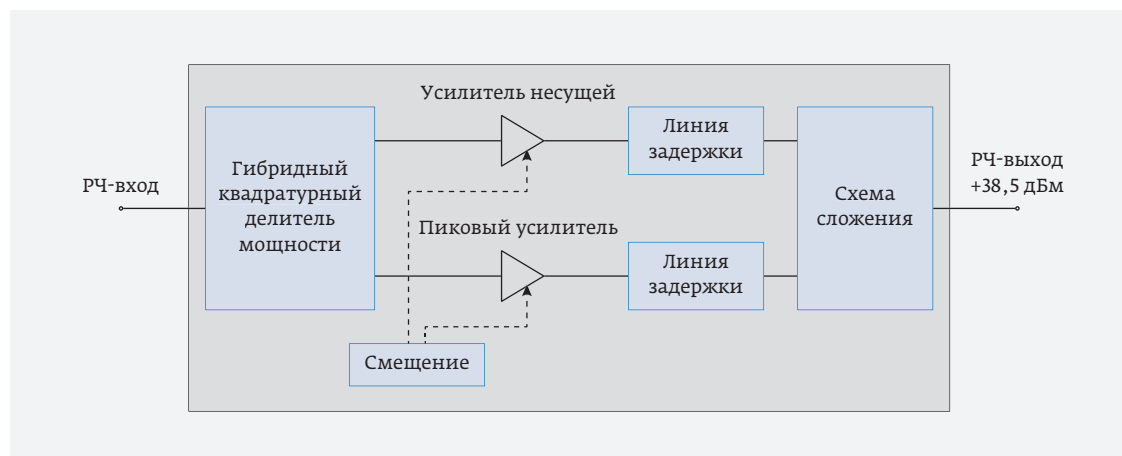 Усилитель несущей
Линия
задержки
Гибридный
квадратурный
делитель
мощности
РЧ-вход
Схема
сложения
РЧ-выход
+38,5 дБм
Пиковый усилитель
Линия
задержки
Смещение